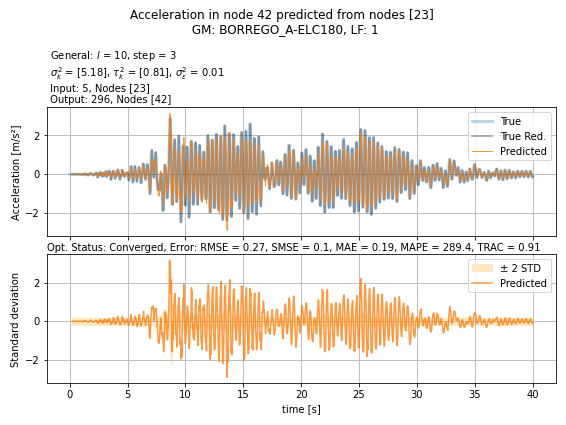 Acceleration in node 42 predicted from nodes [23]
GM: BORREGO_A-ELC180, LF: 1
General: l = 10, step = 3
σ²ₖ = [5.18], τ²ₖ = [0.81], σ²ε = 0.01
Input: 5, Nodes [23]
Output: 296, Nodes [42]
Acceleration [m/s²]
2
0
−2
True
True Red.
Predicted
Opt. Status: Converged, Error: RMSE = 0.27, SMSE = 0.1, MAE = 0.19, MAPE = 289.4, TRAC = 0.91
Standard deviation
2
0
−2
± 2 STD
Predicted
0 5 10 15 20 25 30 35 40
time [s]